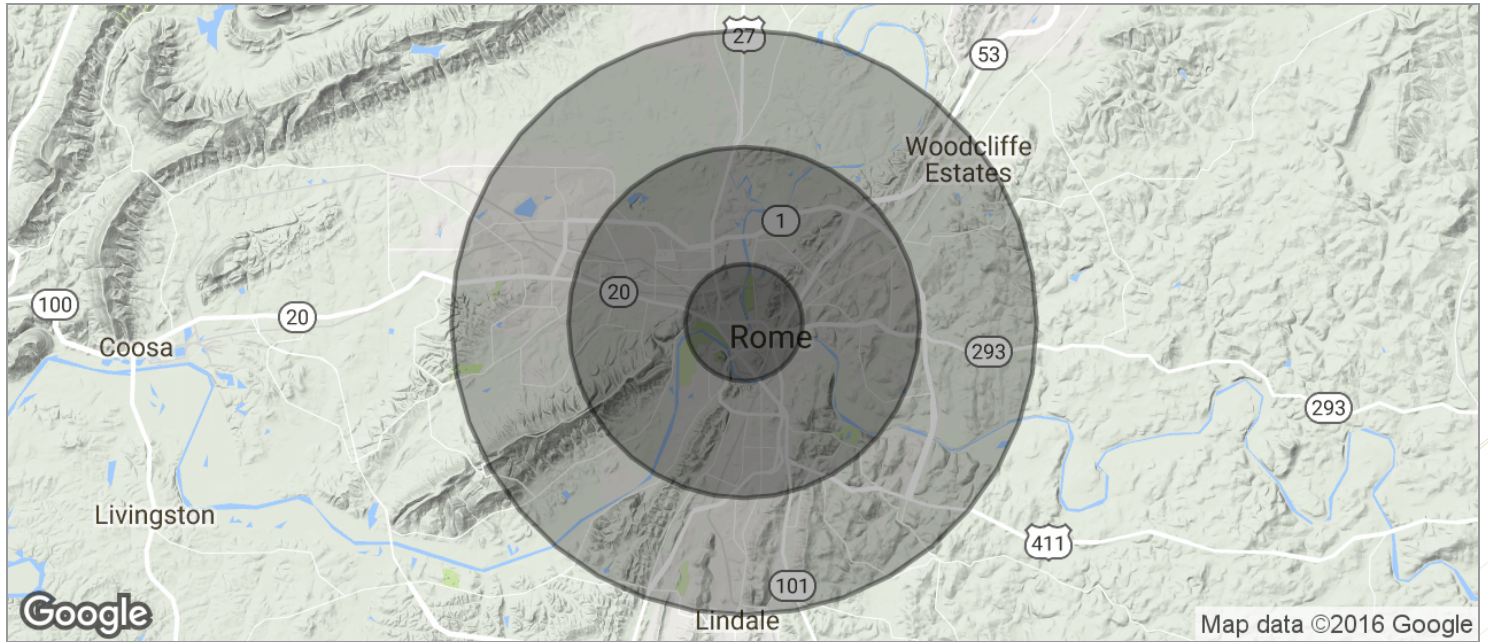 27
53
Woodcliffe
Estates
1
20
100
20
Rome
Coosa
293
293
Livingston
411
101
Lindale
Google
Map data ©2016 Google